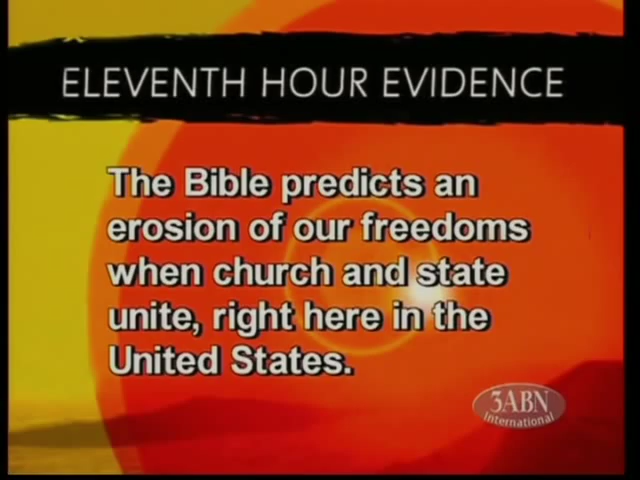 ELEVENTH HOUR EVIDENCE
The Bible predicts an
erosion of our freedoms
when church and state
unite, right here in the
United States.
3ABN
International